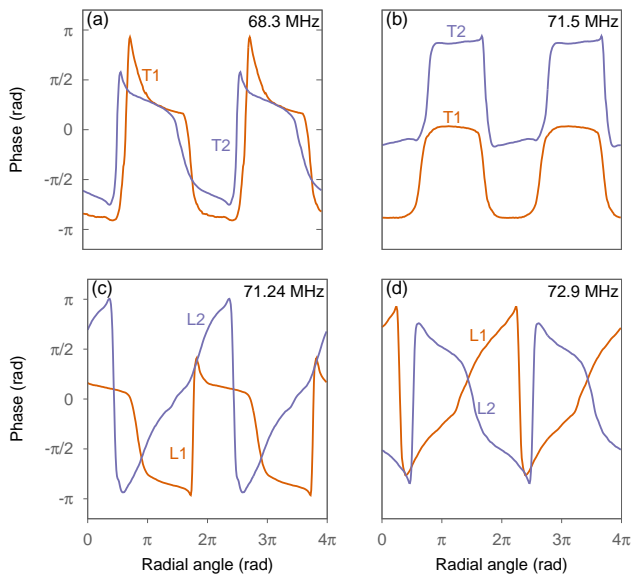 (a) 68.3 MHz
(b) 71.5 MHz
π
π/2
0
-π/2
-π
Phase (rad)
T1
T2
T2
T1
(c) 71.24 MHz
(d) 72.9 MHz
π
π/2
0
-π/2
-π
Phase (rad)
L2
L1
L1
L2
0 π 2π 3π 4π
π 2π 3π 4π
Radial angle (rad)
Radial angle (rad)